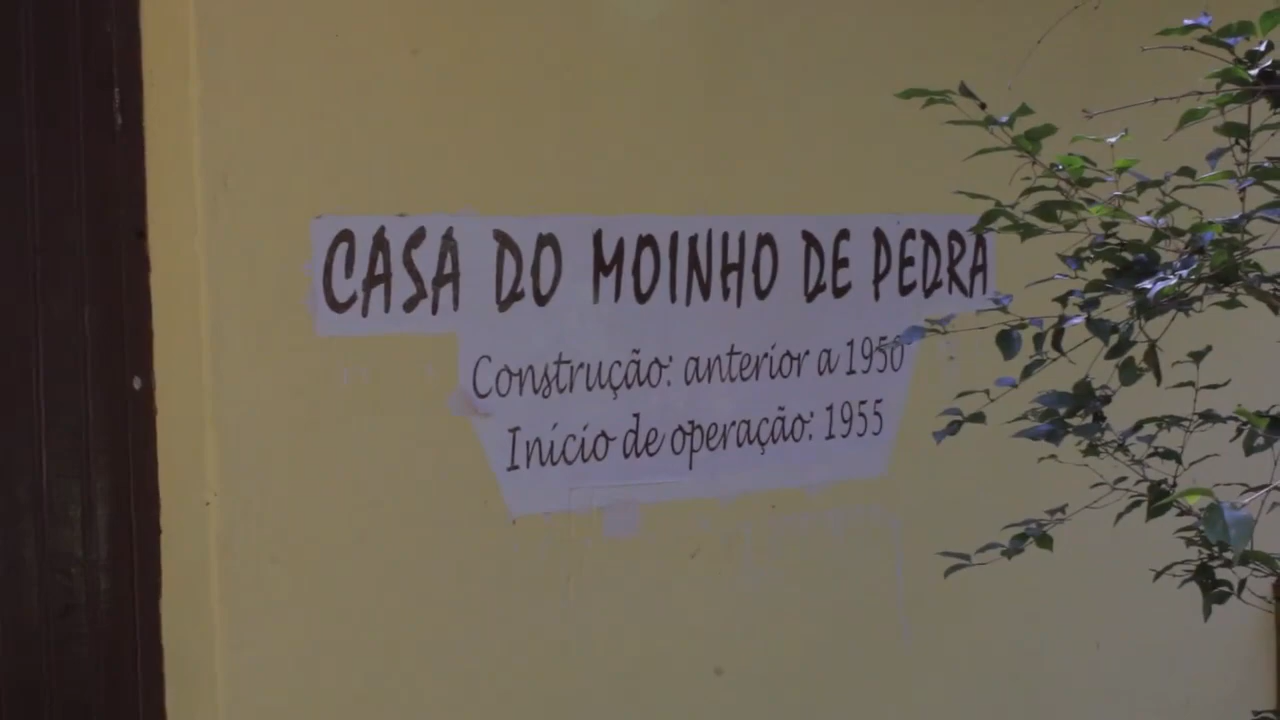 CASA DO MOINHO DE PEDRA
Construção: anterior a 1950
Início de operação: 1955